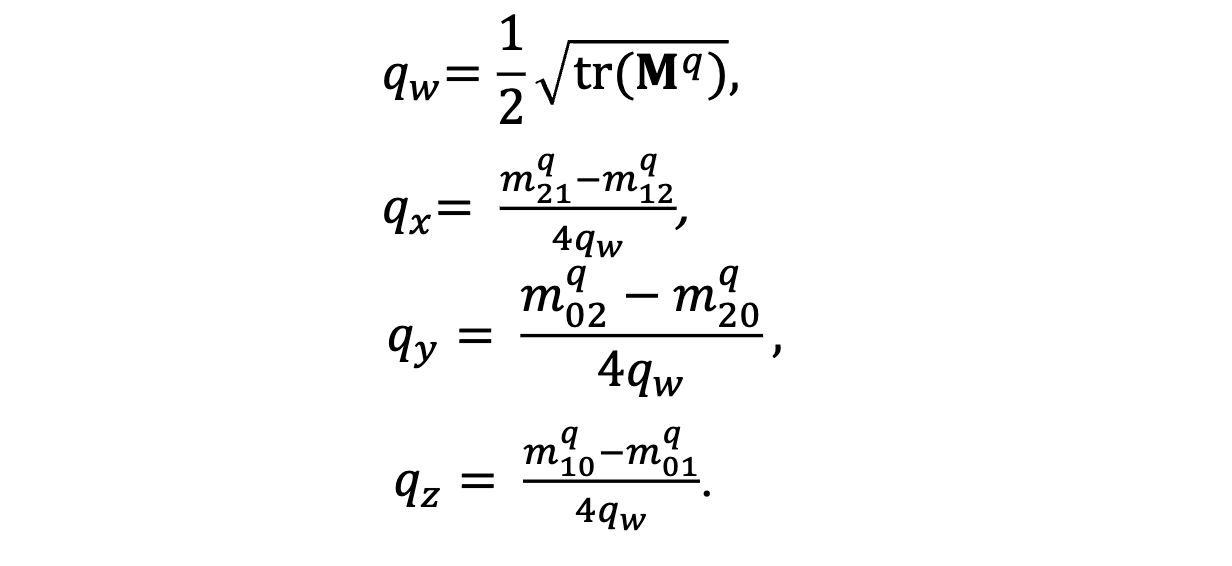 $q_w = \frac{1}{2}\sqrt{\text{tr}(\mathbf{M}^q)},$
$q_x = \frac{m_{21}^q - m_{12}^q}{4q_w},$
$q_y = \frac{m_{02}^q - m_{20}^q}{4q_w},$
$q_z = \frac{m_{10}^q - m_{01}^q}{4q_w}.$